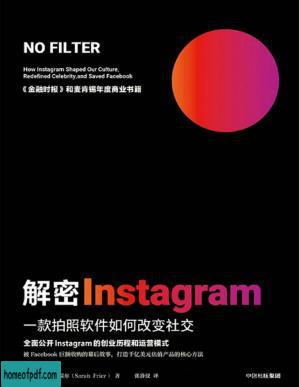 NO FILTER
How Instagram Shaped Our Culture,
Redefined Celebrity,and Saved Facebook
《金融时报》和麦肯锡年度商业书籍
解密Instagram
一款拍照软件如何改变社交
全面公开Instagram的创业历程和运营模式
被Facebook巨额收购的幕后故事，打造千亿美元估值产品的核心方法
(Sarah Frier) 著 张静仪 译
中信出版集团
homeofpdf.com
homeofpdf.com